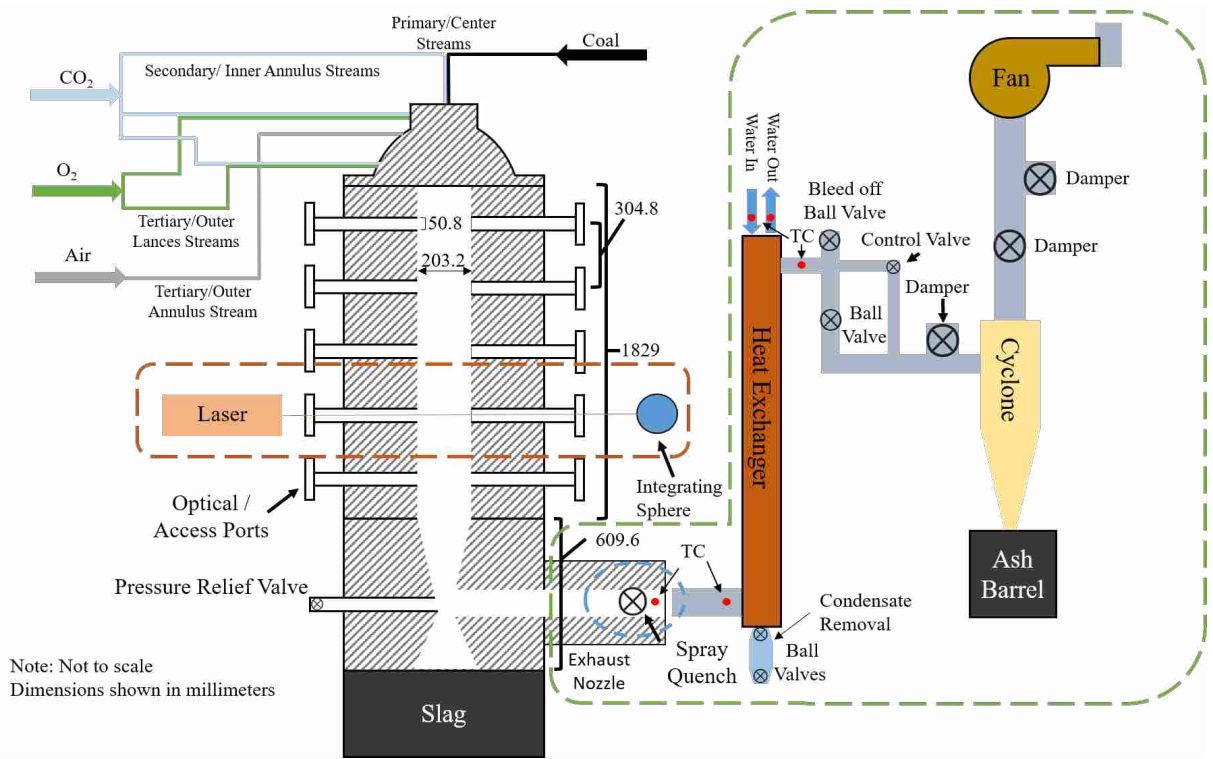 Primary/Center
Streams
Coal
Secondary/ Inner Annulus Streams
CO₂
O₂
Tertiary/Outer
Lances Streams
Air
Tertiary/Outer
Annulus Stream
50.8
203.2
304.8
1829
Laser
Integrating
Sphere
Optical /
Access Ports
609.6
Pressure Relief Valve
Note: Not to scale
Dimensions shown in millimeters
Slag
Exhaust
Nozzle
Spray
Quench
TC
Heat Exchanger
Condensate
Removal
Ball
Valves
Water In
Water Out
TC
Bleed off
Ball Valve
Control Valve
Damper
Ball
Valve
Fan
Damper
Damper
Cyclone
Ash
Barrel